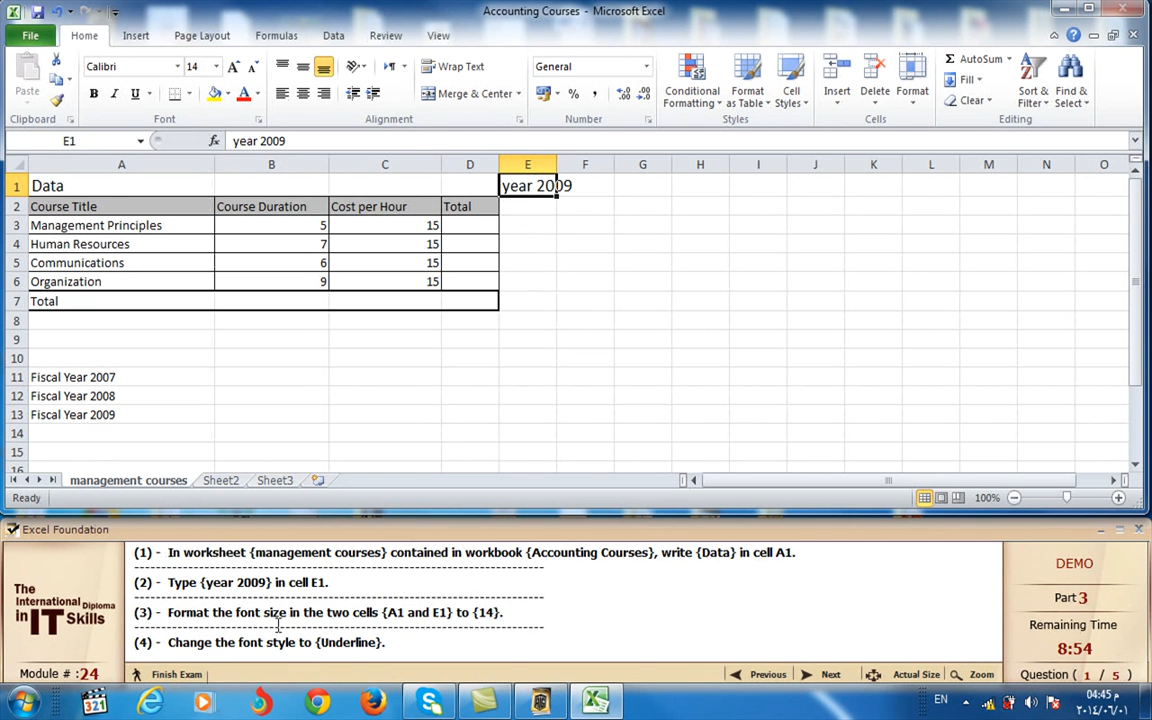 Accounting Courses - Microsoft Excel
File Home Insert Page Layout Formulas Data Review View
Calibri 14 Wrap Text General AutoSum
Paste Fill
B I U Merge & Center % , Conditional Formatting Format as Table Cell Styles Insert Delete Format Clear Sort & Filter Find & Select
Clipboard Font Alignment Number Styles Cells Editing
E1 fx year 2009
A B C D E F G H I J K L M N O
1 Data year 2009
2 Course Title Course Duration Cost per Hour Total
3 Management Principles 5 15
4 Human Resources 7 15
5 Communications 6 15
6 Organization 9 15
7 Total
8
9
10
11 Fiscal Year 2007
12 Fiscal Year 2008
13 Fiscal Year 2009
14
15
16
management courses Sheet2 Sheet3
Ready 100%
Excel Foundation
(1) - In worksheet {management courses} contained in workbook {Accounting Courses}, write {Data} in cell A1.
(2) - Type {year 2009} in cell E1.
(3) - Format the font size in the two cells {A1 and E1} to {14}.
(4) - Change the font style to {Underline}.
The International Diploma in IT Skills
Module # :24
DEMO
Part 3
Remaining Time
8:54
Question ( 1 / 5 )
Finish Exam Previous Next Actual Size Zoom
321 EN 04:45 م
٢٠١٤/٠٦/٠١